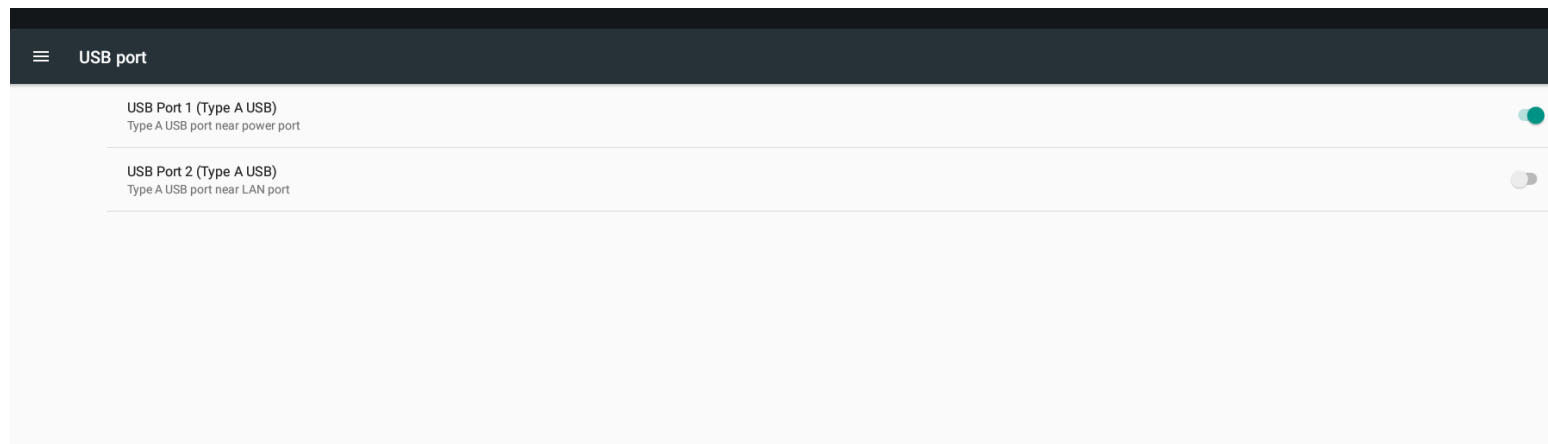 USB port
USB Port 1 (Type A USB)
Type A USB port near power port
USB Port 2 (Type A USB)
Type A USB port near LAN port